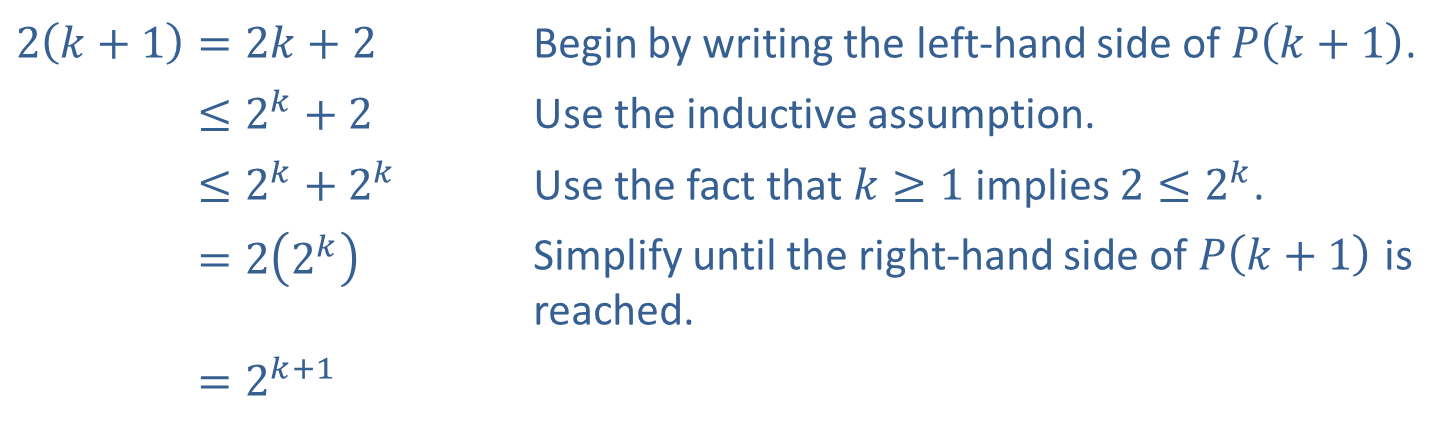 2(k + 1) = 2k + 2 Begin by writing the left-hand side of P(k + 1).
≤ 2^k + 2 Use the inductive assumption.
≤ 2^k + 2^k Use the fact that k ≥ 1 implies 2 ≤ 2^k.
= 2(2^k) Simplify until the right-hand side of P(k + 1) is
reached.
= 2^{k+1}